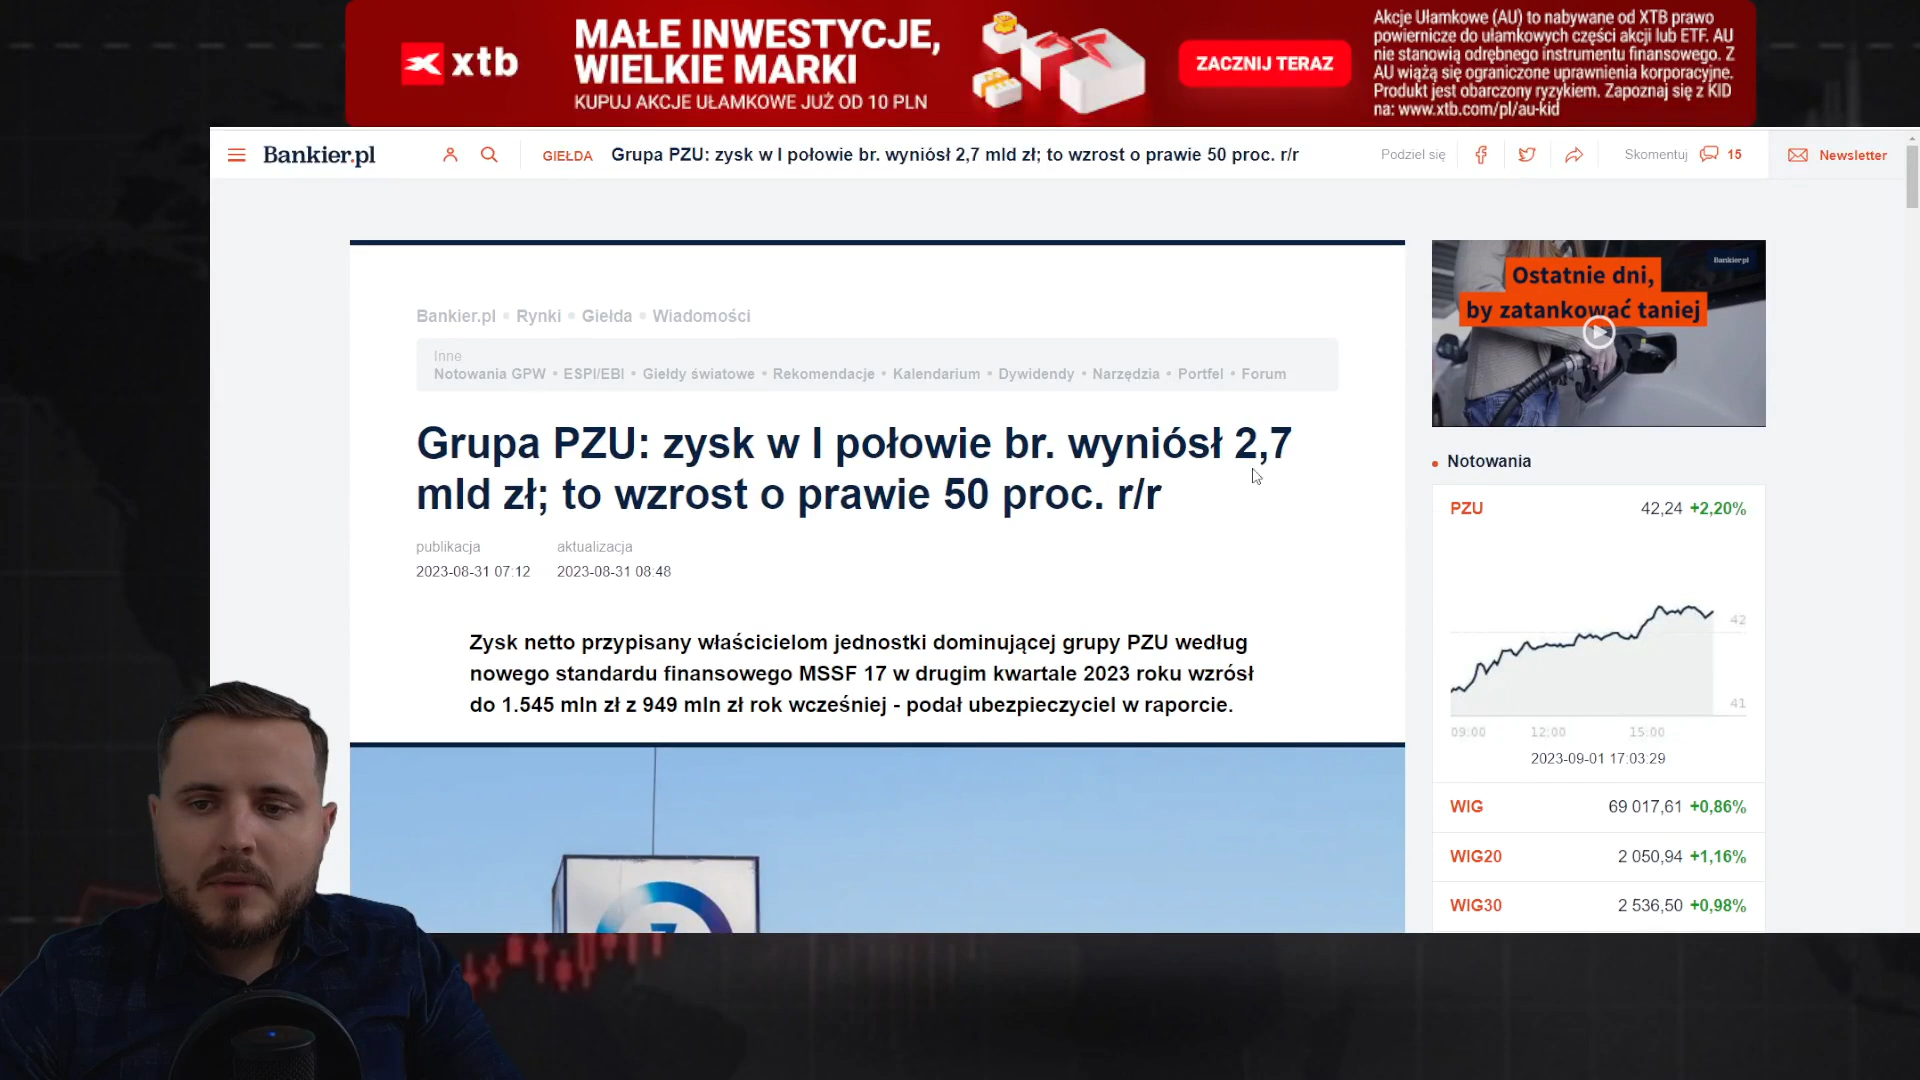 xtb
MAŁE INWESTYCJE,
WIELKIE MARKI
KUPUJ AKCJE UŁAMKOWE JUŻ OD 10 PLN
ZACZNIJ TERAZ
Akcje Ułamkowe (AU) to nabywane od XTB prawo
powiernicze do ułamkowych części akcji lub ETF. AU
nie stanowią odrębnego instrumentu finansowego. Z
AU wiążą się ograniczone uprawnienia korporacyjne.
Produkt jest obarczony ryzykiem. Zapoznaj się z KID
na: www.xtb.com/pl/au-kid
Bankier.pl
GIEŁDA
Grupa PZU: zysk w I połowie br. wyniósł 2,7 mld zł; to wzrost o prawie 50 proc. r/r
Podziel się
Skomentuj 15
Newsletter
Bankier.pl • Rynki • Giełda • Wiadomości
Inne
Notowania GPW • ESPI/EBI • Giełdy światowe • Rekomendacje • Kalendarium • Dywidendy • Narzędzia • Portfel • Forum
Grupa PZU: zysk w I połowie br. wyniósł 2,7
mld zł; to wzrost o prawie 50 proc. r/r
publikacja aktualizacja
2023-08-31 07:12 2023-08-31 08:48
Zysk netto przypisany właścicielom jednostki dominującej grupy PZU według
nowego standardu finansowego MSSF 17 w drugim kwartale 2023 roku wzrósł
do 1.545 mln zł z 949 mln zł rok wcześniej - podał ubezpieczyciel w raporcie.
Bankier.pl
Ostatnie dni,
by zatankować taniej
Notowania
PZU 42,24 +2,20%
42
41
09:00 12:00 15:00
2023-09-01 17:03:29
WIG 69 017,61 +0,86%
WIG20 2 050,94 +1,16%
WIG30 2 536,50 +0,98%